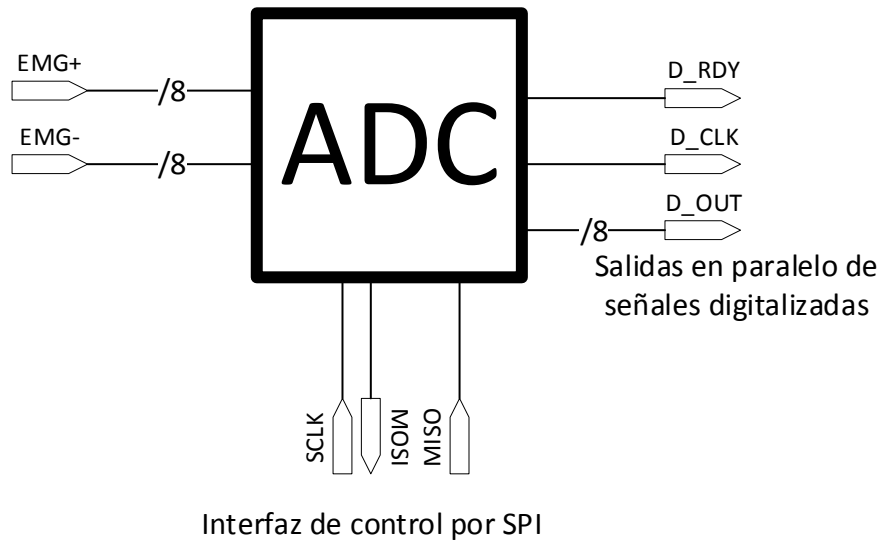 EMG+
/8
EMG-
/8
ADC
D_RDY
D_CLK
D_OUT
/8
Salidas en paralelo de
señales digitalizadas
SCLK
MOSI
MISO
Interfaz de control por SPI